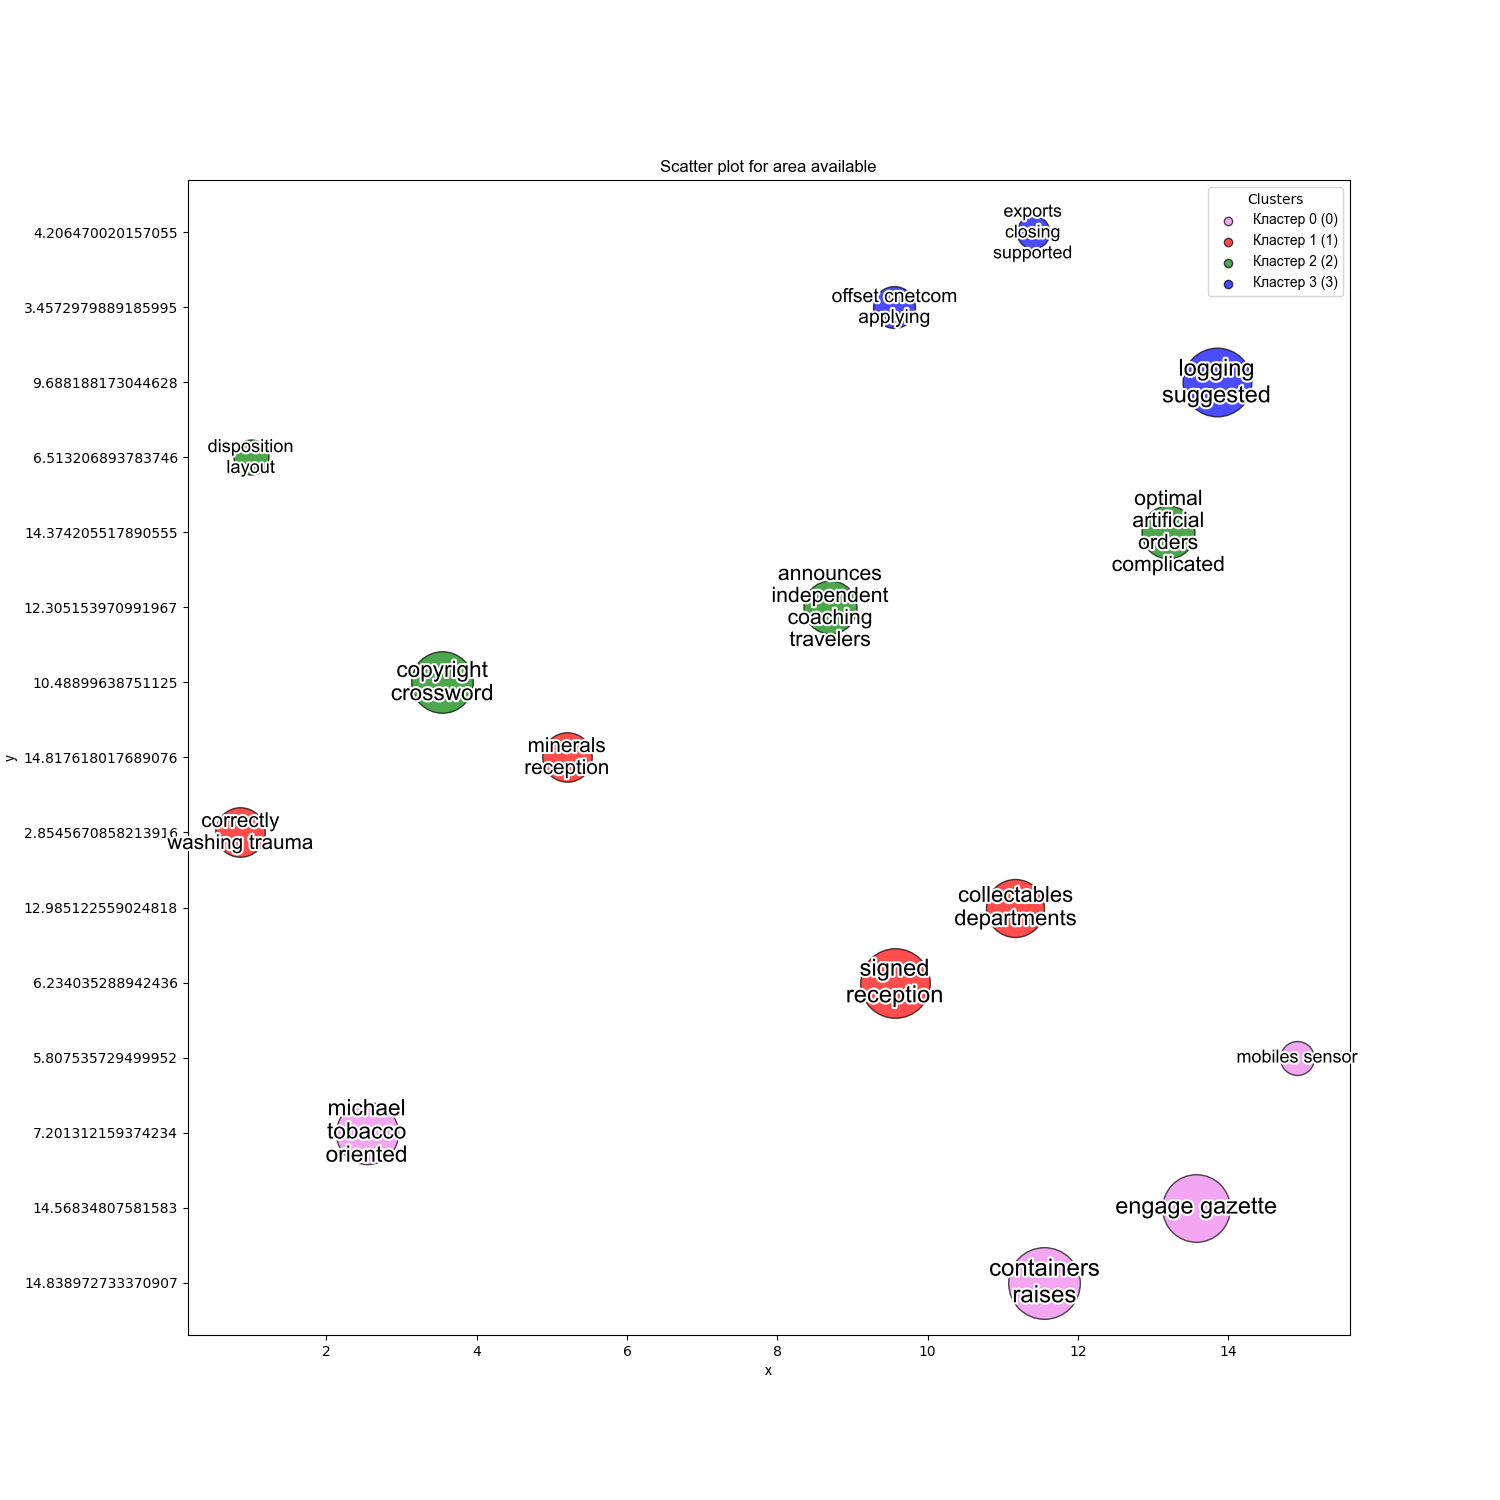 Scatter plot for area available
Clusters
Кластер 0 (0)
Кластер 1 (1)
Кластер 2 (2)
Кластер 3 (3)
exports
closing
supported
offset cnetcom
applying
logging
suggested
disposition
layout
optimal
artificial
orders
complicated
announces
independent
coaching
travelers
copyright
crossword
minerals
reception
correctly
washing trauma
collectables
departments
signed
reception
mobiles sensor
michael
tobacco
oriented
engage gazette
containers
raises
4.206470020157055
3.4572979889185995
9.688188173044628
6.513206893783746
14.374205517890555
12.305153970991967
10.48899638751125
14.817618017689076
2.8545670858213916
12.985122559024818
6.234035288942436
5.807535729499952
7.201312159374234
14.56834807581583
14.838972733370907
y
2 4 6 8 10 12 14
x